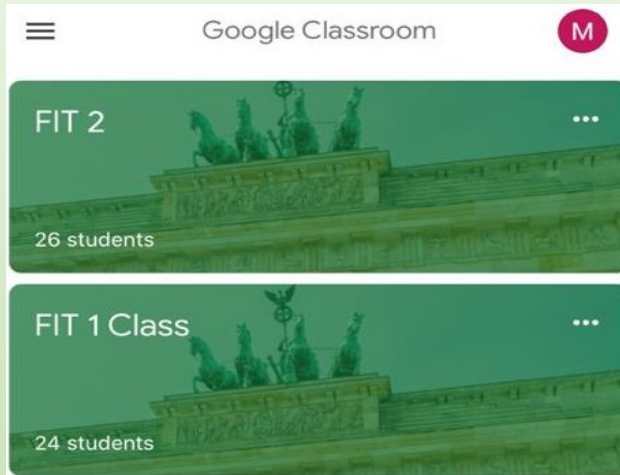 Google Classroom
M
FIT 2
26 students
FIT 1 Class
24 students